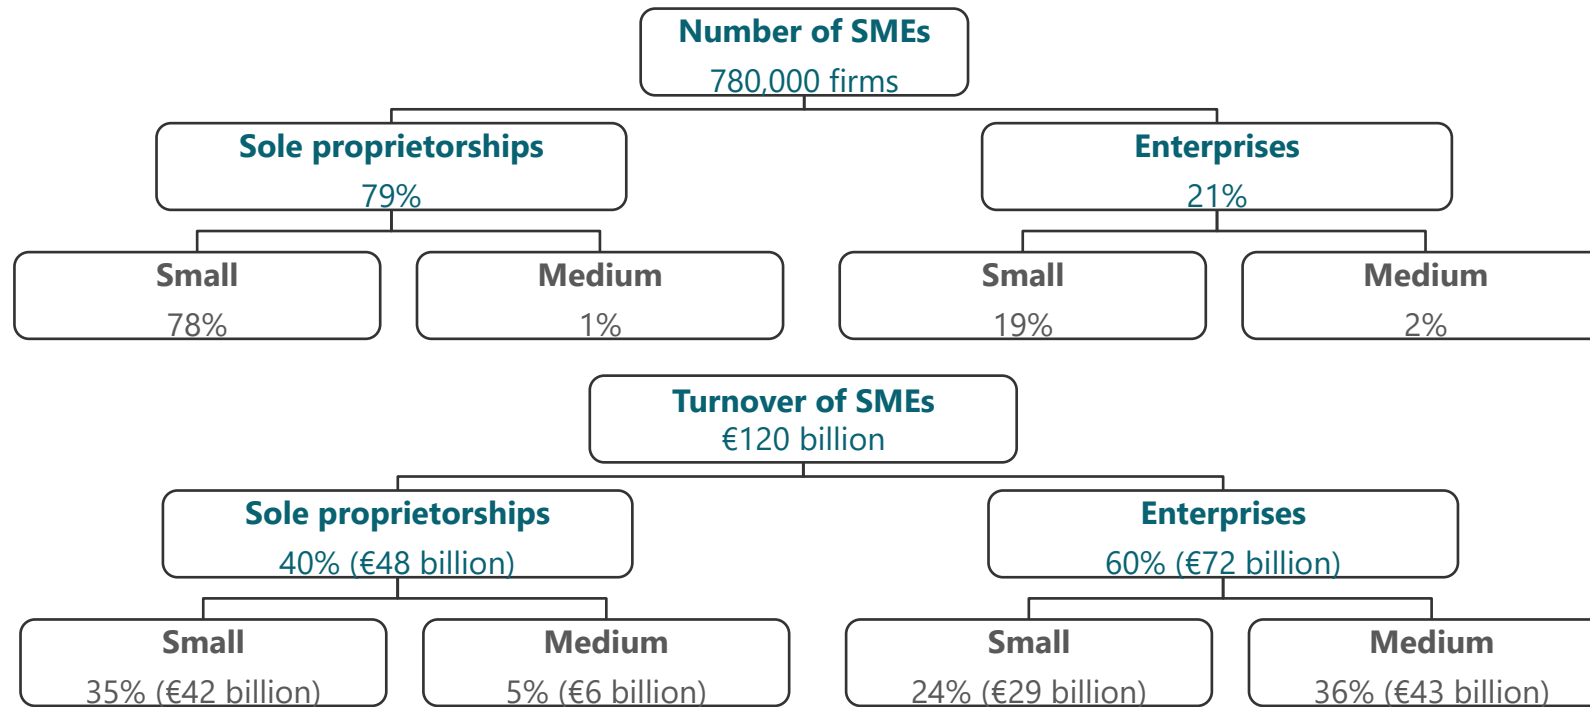 Number of SMEs
780,000 firms
Sole proprietorships
79%
Enterprises
21%
Small
78%
Medium
1%
Small
19%
Medium
2%
Turnover of SMEs
€120 billion
Sole proprietorships
40% (€48 billion)
Enterprises
60% (€72 billion)
Small
35% (€42 billion)
Medium
5% (€6 billion)
Small
24% (€29 billion)
Medium
36% (€43 billion)